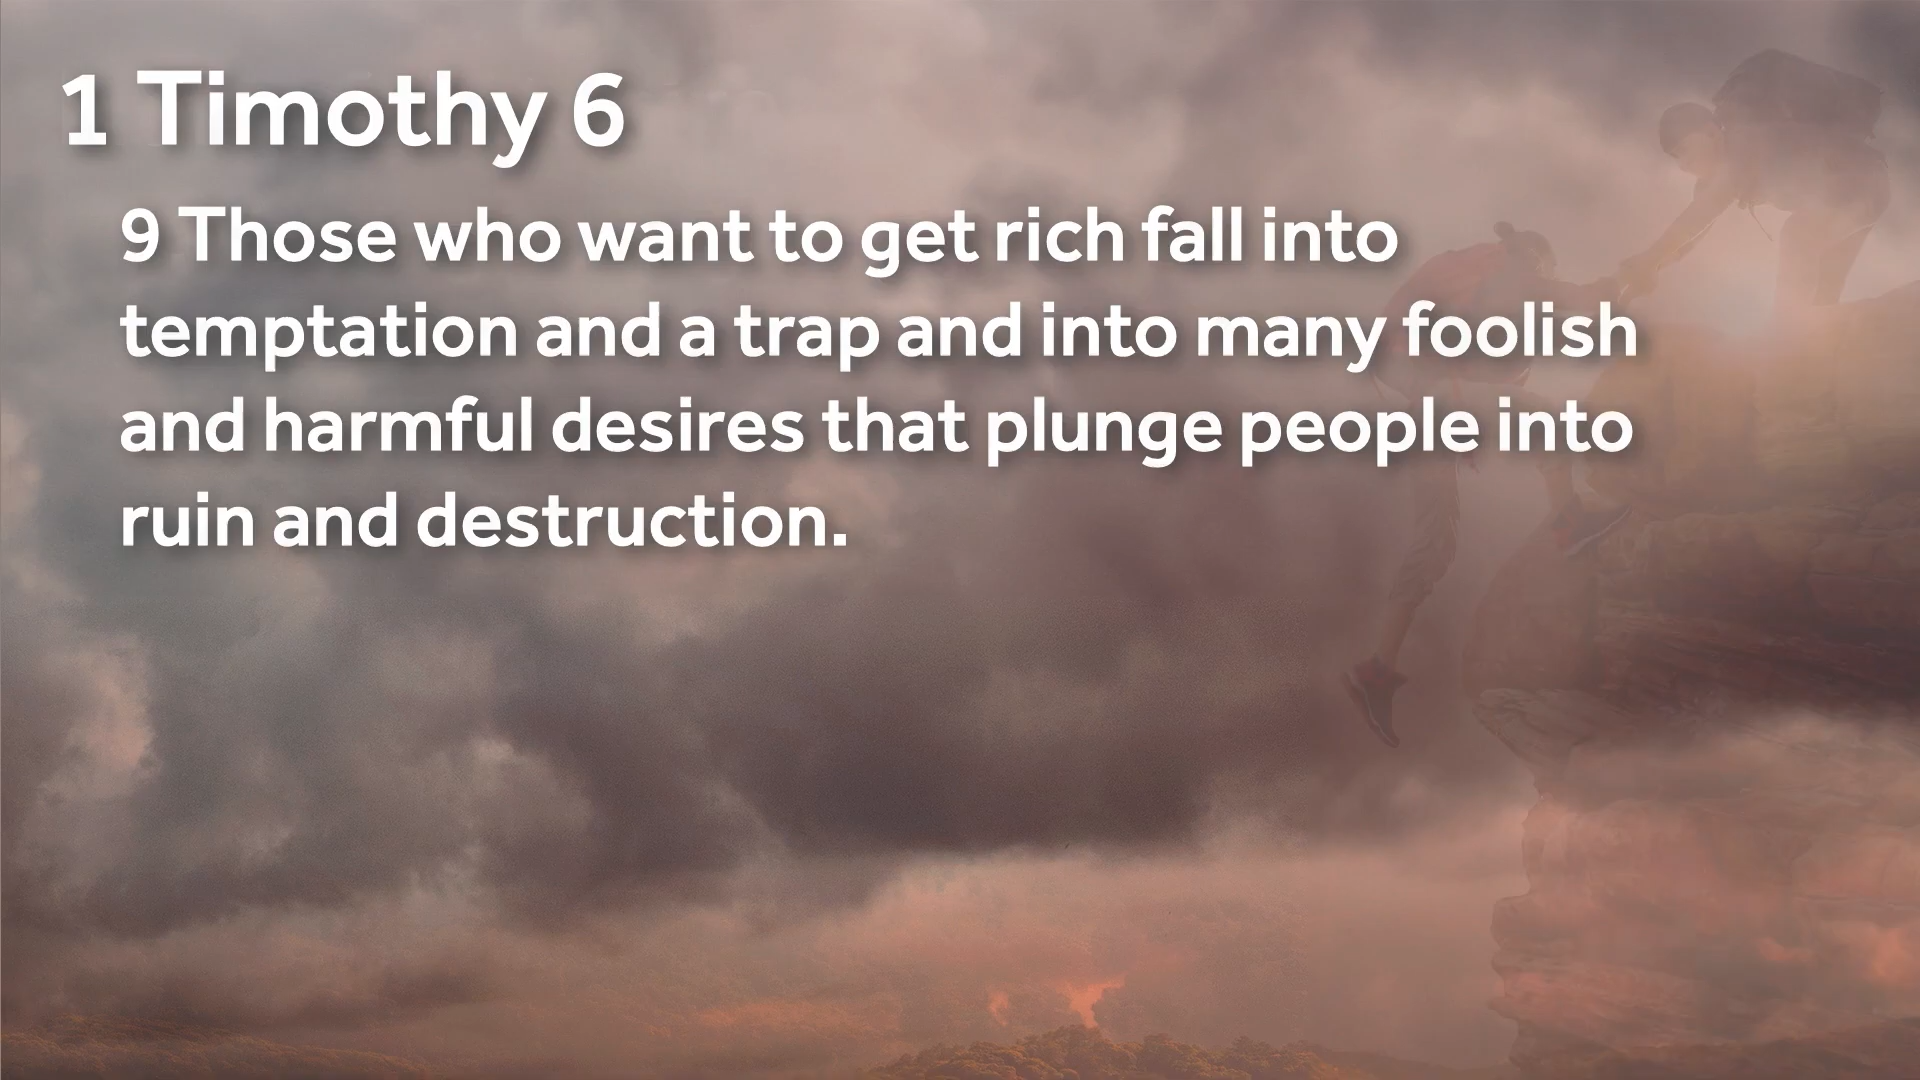 1 Timothy 6
9 Those who want to get rich fall into
temptation and a trap and into many foolish
and harmful desires that plunge people into
ruin and destruction.